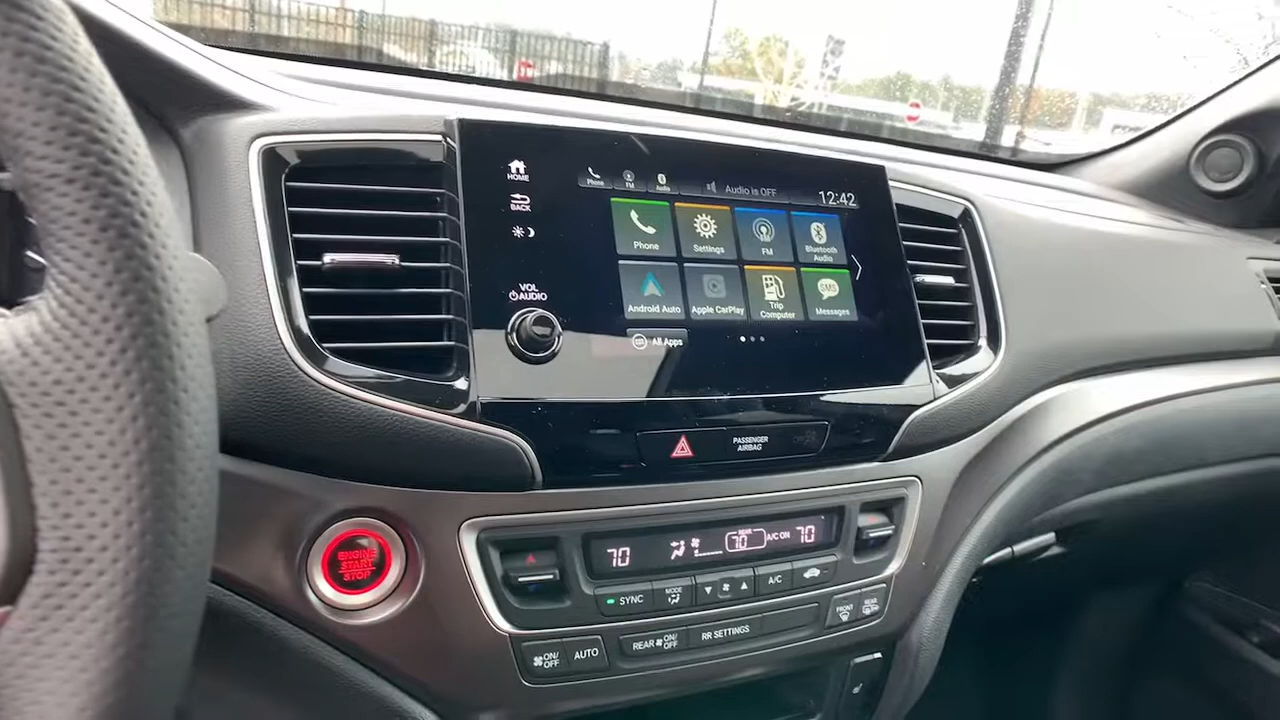 HOME
BACK
VOL
AUDIO
Phone
FM
Audio
Audio is OFF
12:42
Phone
Settings
FM
Bluetooth
Audio
Android Auto
Apple CarPlay
Trip
Computer
SMS
Messages
All Apps
PASSENGER
AIRBAG
ENGINE
START
STOP
70
REAR
70
A/C ON
70
SYNC
MODE
A/C
FRONT
REAR
ON/
OFF
AUTO
REAR
ON/
OFF
RR SETTINGS